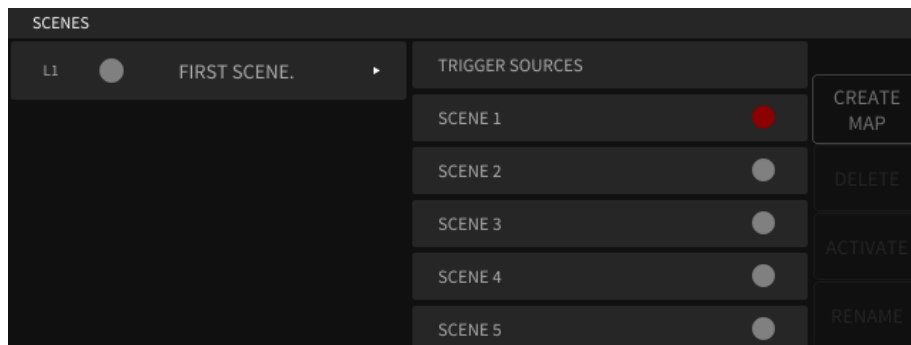 SCENES
L1 FIRST SCENE.
TRIGGER SOURCES
SCENE 1
SCENE 2
SCENE 3
SCENE 4
SCENE 5
CREATE
MAP
DELETE
ACTIVATE
RENAME